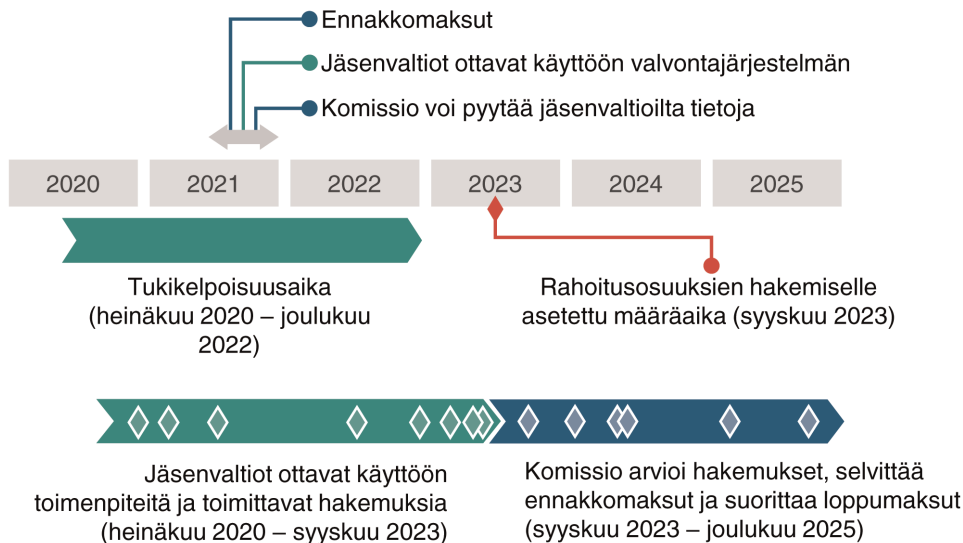 Ennakkomaksut
Jäsenvaltiot ottavat käyttöön valvontajärjestelmän
Komissio voi pyytää jäsenvaltioilta tietoja
2020 2021 2022 2023 2024 2025
Tukikelpoisuusaika
(heinäkuu 2020 – joulukuu
2022)
Rahoitusosuuksien hakemiselle
asetettu määräaika (syyskuu 2023)
Jäsenvaltiot ottavat käyttöön
toimenpiteitä ja toimittavat hakemuksia
(heinäkuu 2020 – syyskuu 2023)
Komissio arvioi hakemukset, selvittää
ennakkomaksut ja suorittaa loppumaksut
(syyskuu 2023 – joulukuu 2025)